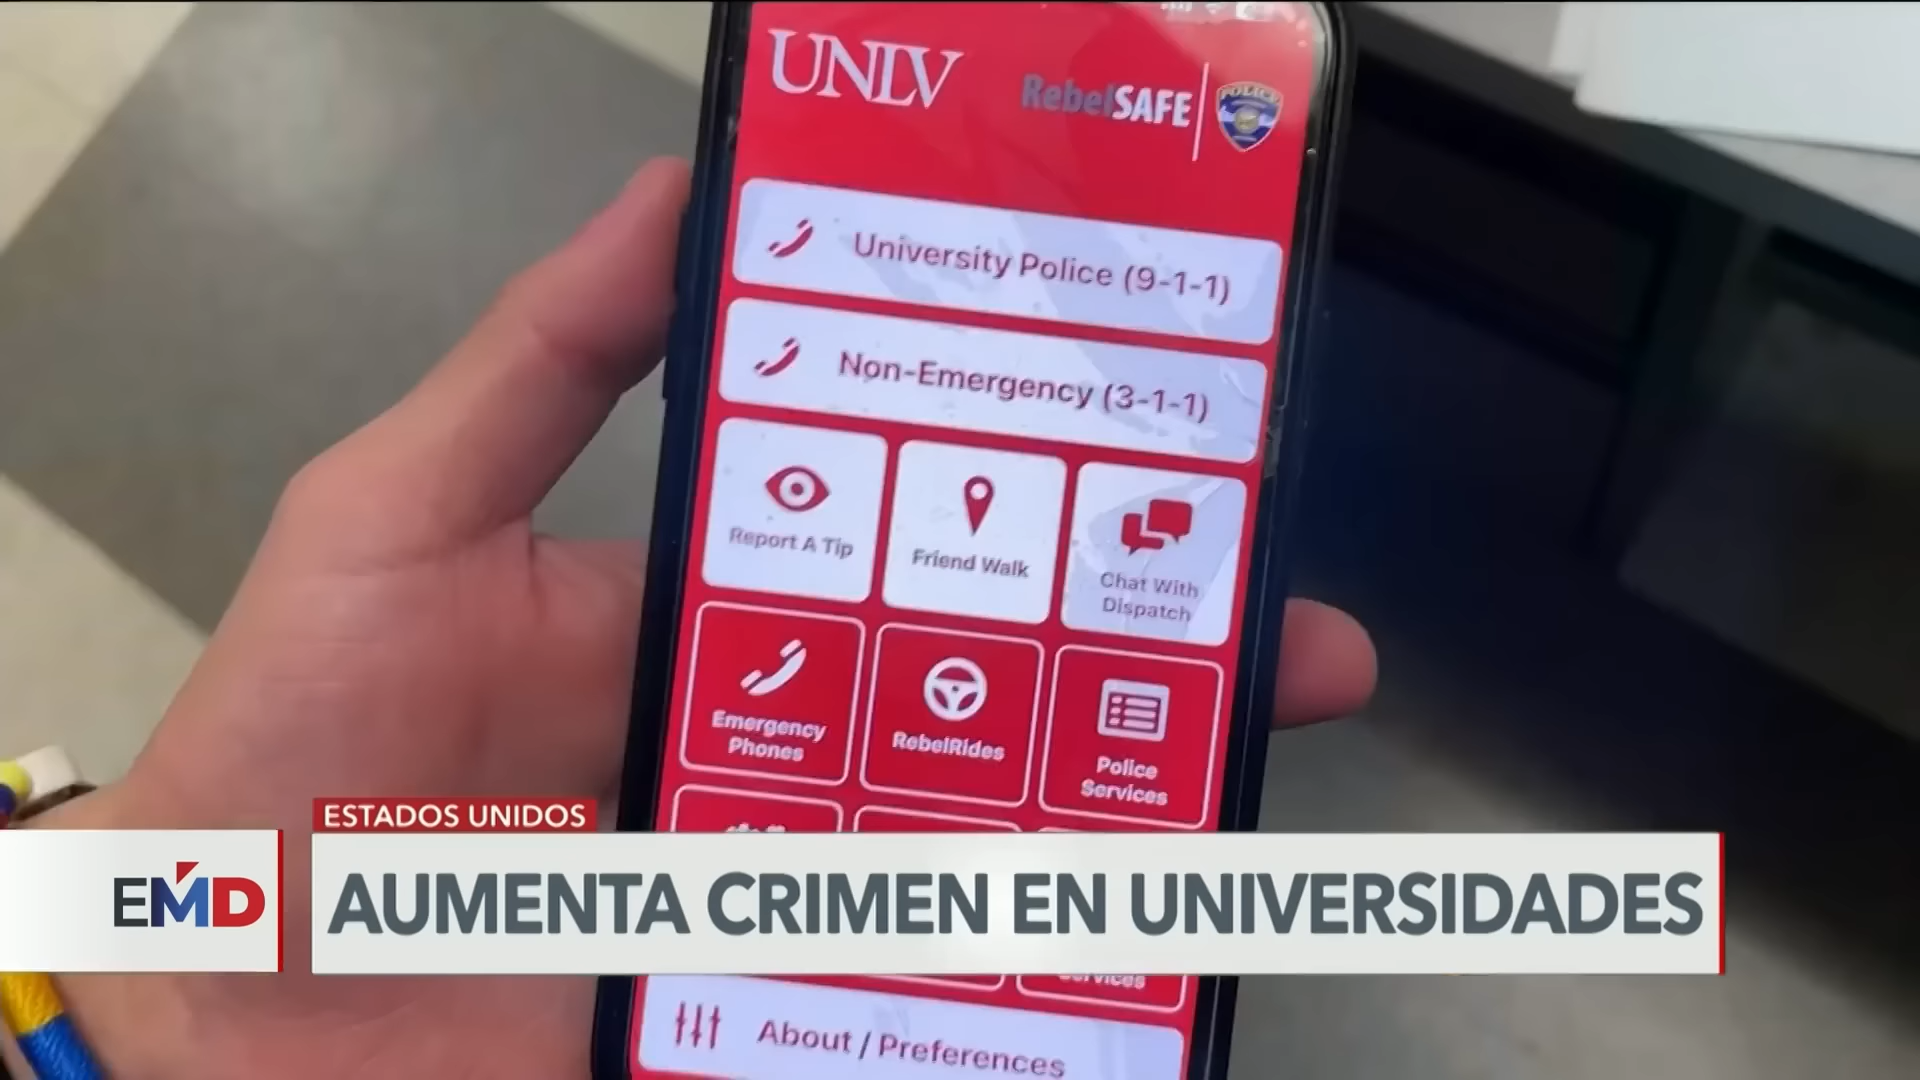 UNLV
RebelSAFE
POLICE
University Police (9-1-1)
Non-Emergency (3-1-1)
Report A Tip
Friend Walk
Chat With
Dispatch
Emergency
Phones
RebelRides
Police
Services
ESTADOS UNIDOS
EMD
AUMENTA CRIMEN EN UNIVERSIDADES
Services
About / Preferences